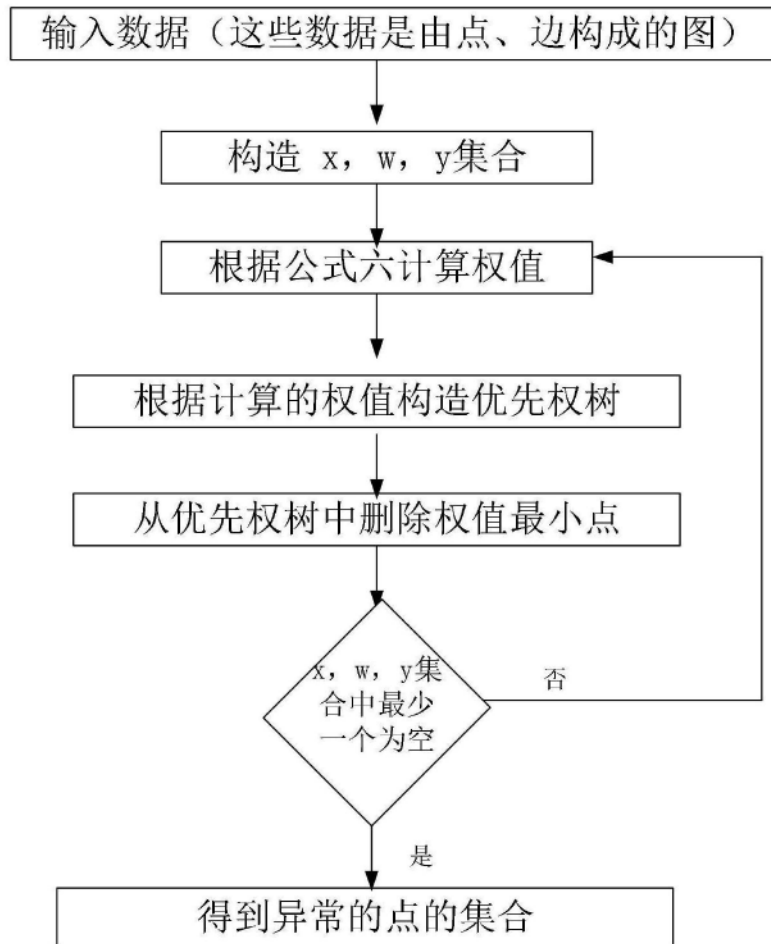 输入数据（这些数据是由点、边构成的图）
构造 x，w，y集合
根据公式六计算权值
根据计算的权值构造优先权树
从优先权树中删除权值最小点
x，w，y集
合中最少
一个为空
否
是
得到异常的点的集合